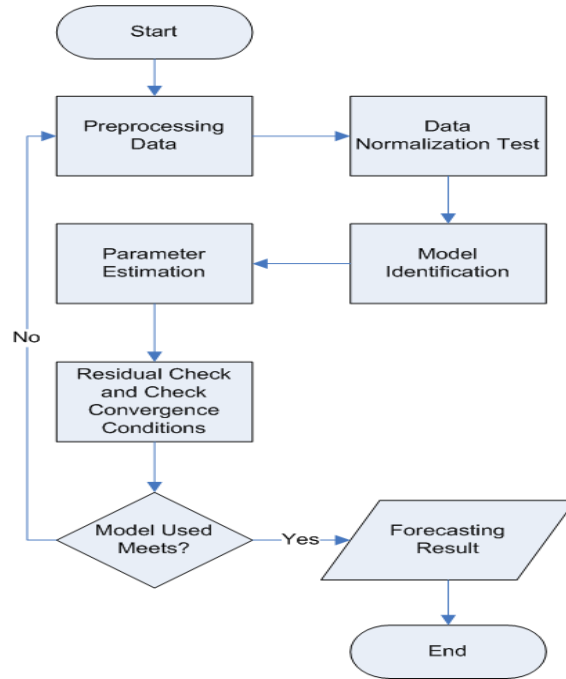 Start
Preprocessing
Data
Data
Normalization Test
Parameter
Estimation
Model
Identification
No
Residual Check
and Check
Convergence
Conditions
Model Used
Meets?
Yes
Forecasting
Result
End